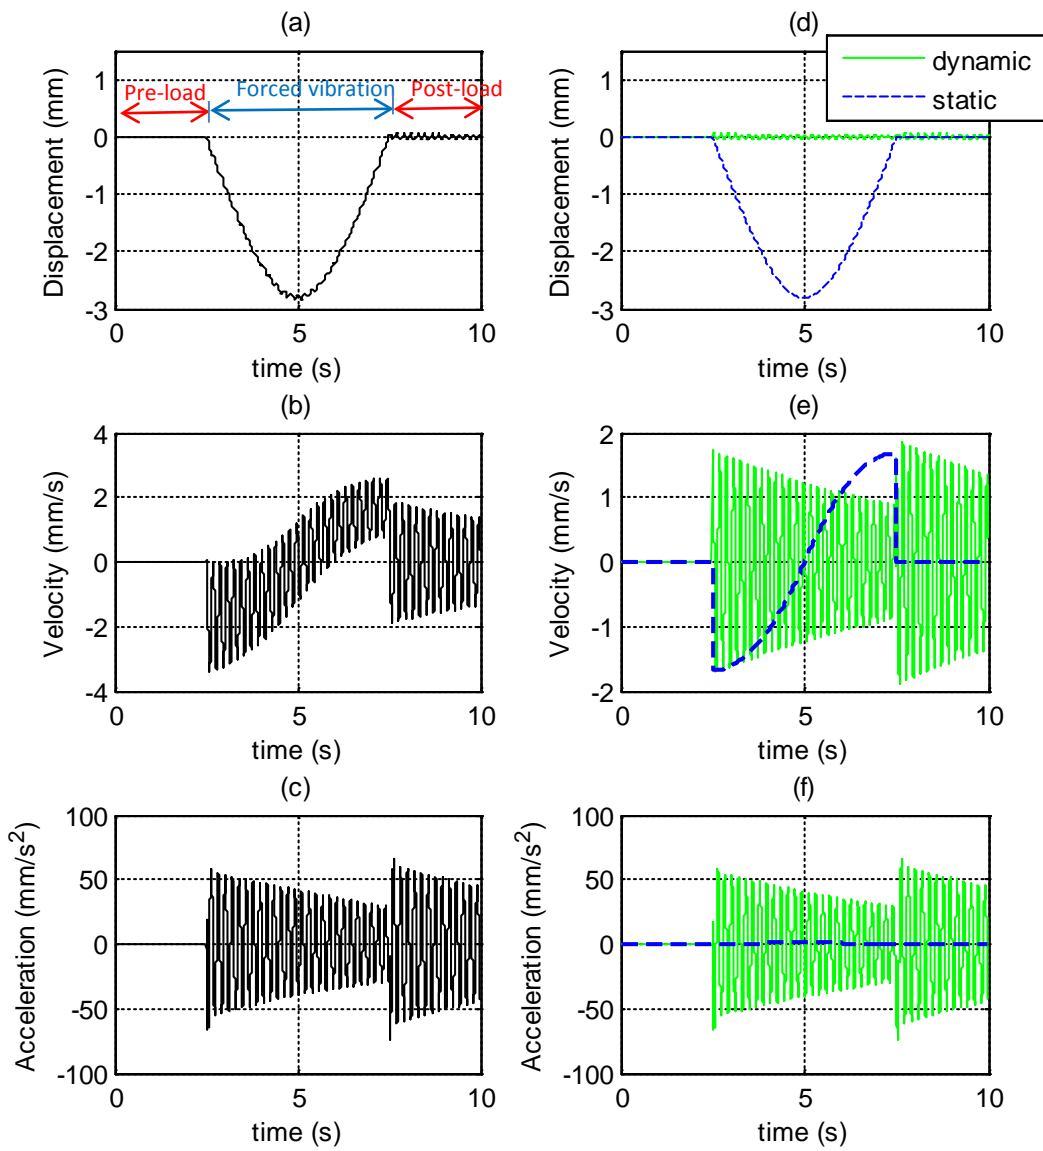 (a)
Displacement (mm)
1
0
-1
-2
-3
Pre-load
Forced vibration
Post-load
0
5
10
time (s)
(d)
Displacement (mm)
1
0
-1
-2
-3
dynamic
static
0
5
10
time (s)
(b)
Velocity (mm/s)
4
2
0
-2
-4
0
5
10
time (s)
(e)
Velocity (mm/s)
2
1
0
-1
-2
0
5
10
time (s)
(c)
Acceleration (mm/s²)
100
50
0
-50
-100
0
5
10
time (s)
(f)
Acceleration (mm/s²)
100
50
0
-50
-100
0
5
10
time (s)